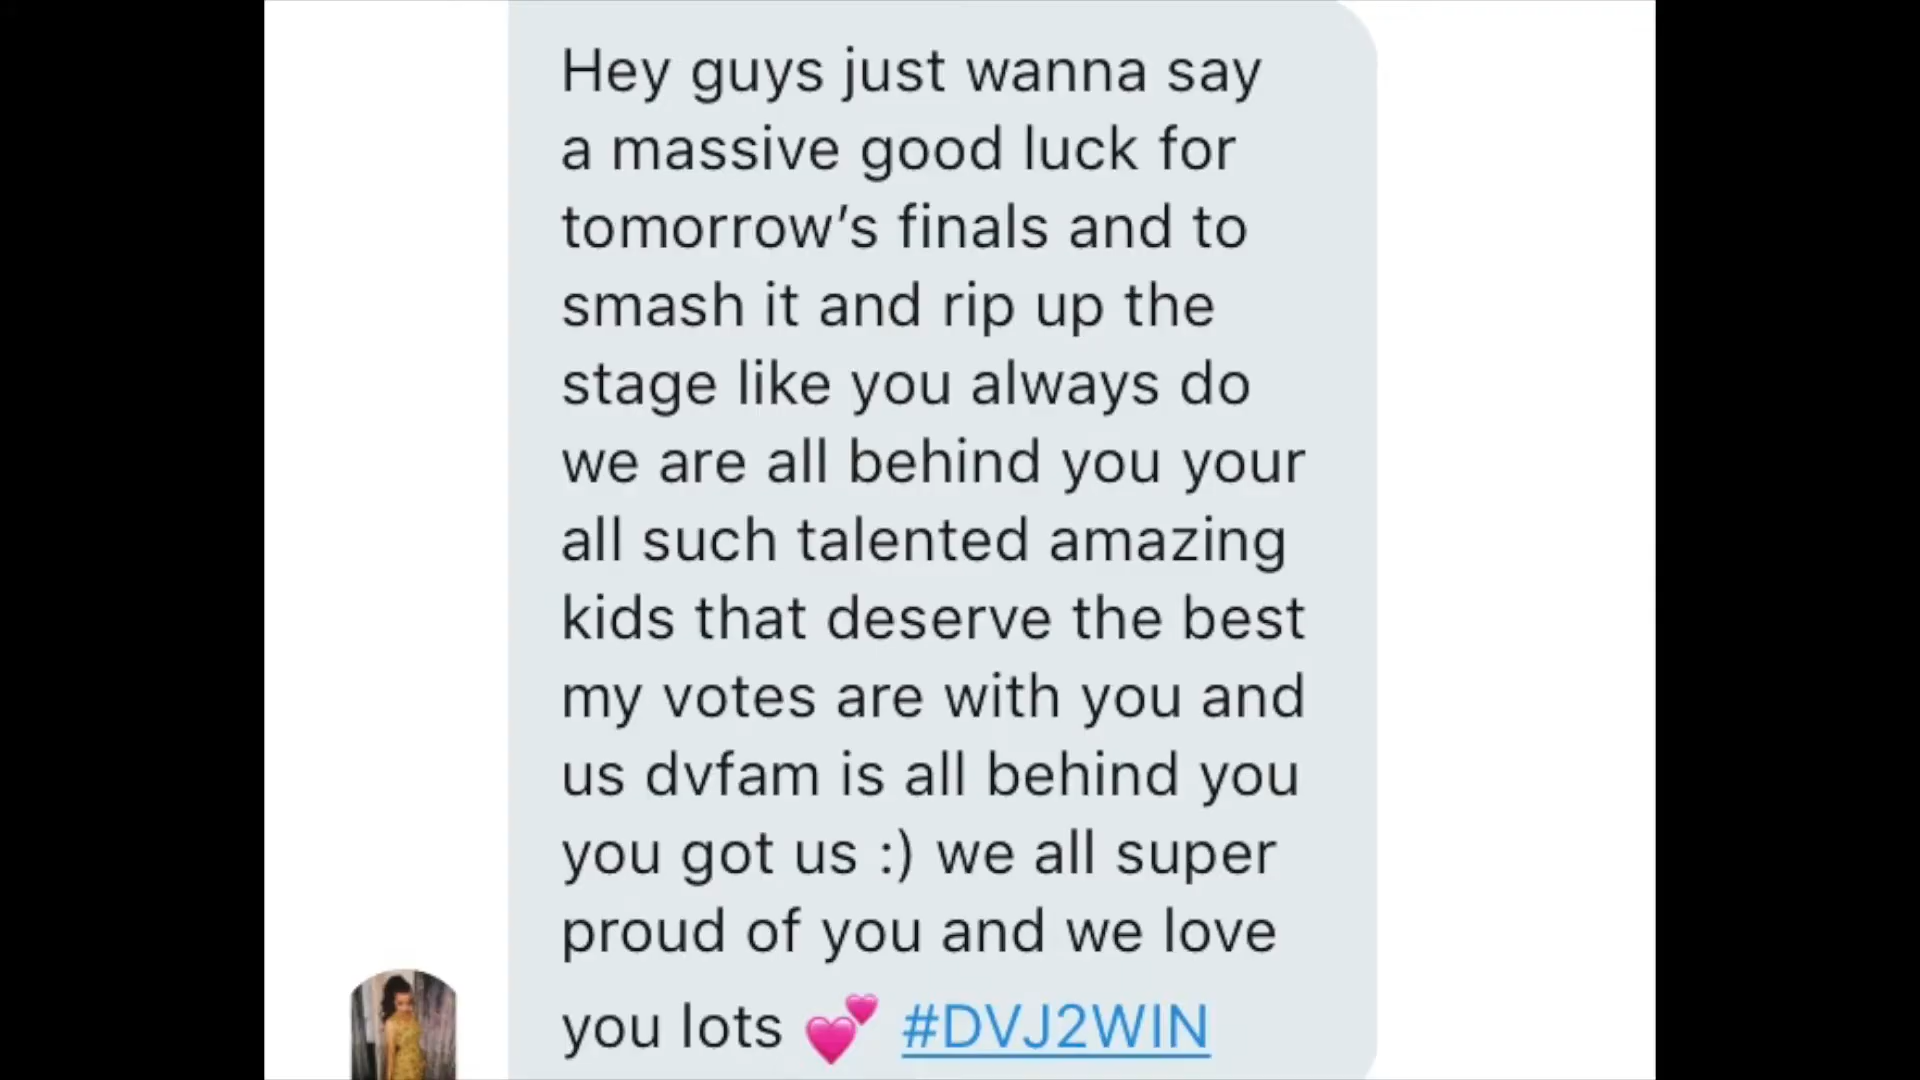 Hey guys just wanna say
a massive good luck for
tomorrow’s finals and to
smash it and rip up the
stage like you always do
we are all behind you your
all such talented amazing
kids that deserve the best
my votes are with you and
us dvfam is all behind you
you got us :) we all super
proud of you and we love
you lots 💕 #DVJ2WIN